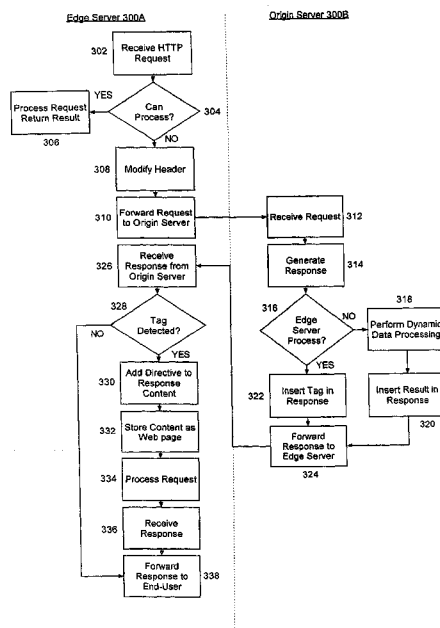 Edge Server 300A
Origin Server 300B
302
Receive HTTP
Request
YES
Can
Process?
304
Process Request
Return Result
306
NO
308
Modify Header
310
Forward Request
to Origin Server
Receive Request
312
326
Receive
Response from
Origin Server
Generate
Response
314
328
Tag
Detected?
NO
YES
316
Edge
Server
Process?
NO
YES
318
Perform Dynamic
Data Processing
330
Add Directive to
Response
Content
322
Insert Tag in
Response
Insert Result in
Response
320
332
Store Content as
Web page
Forward
Response to
Edge Server
324
334
Process Request
336
Receive
Response
Forward
Response to
End-User
338